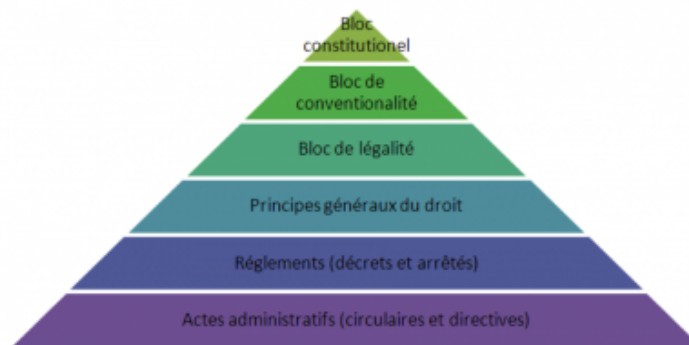 Bloc
constitutionel
Bloc de
conventionalité
Bloc de légalité
Principes généraux du droit
Réglements (décrets et arrêtés)
Actes administratifs (circulaires et directives)